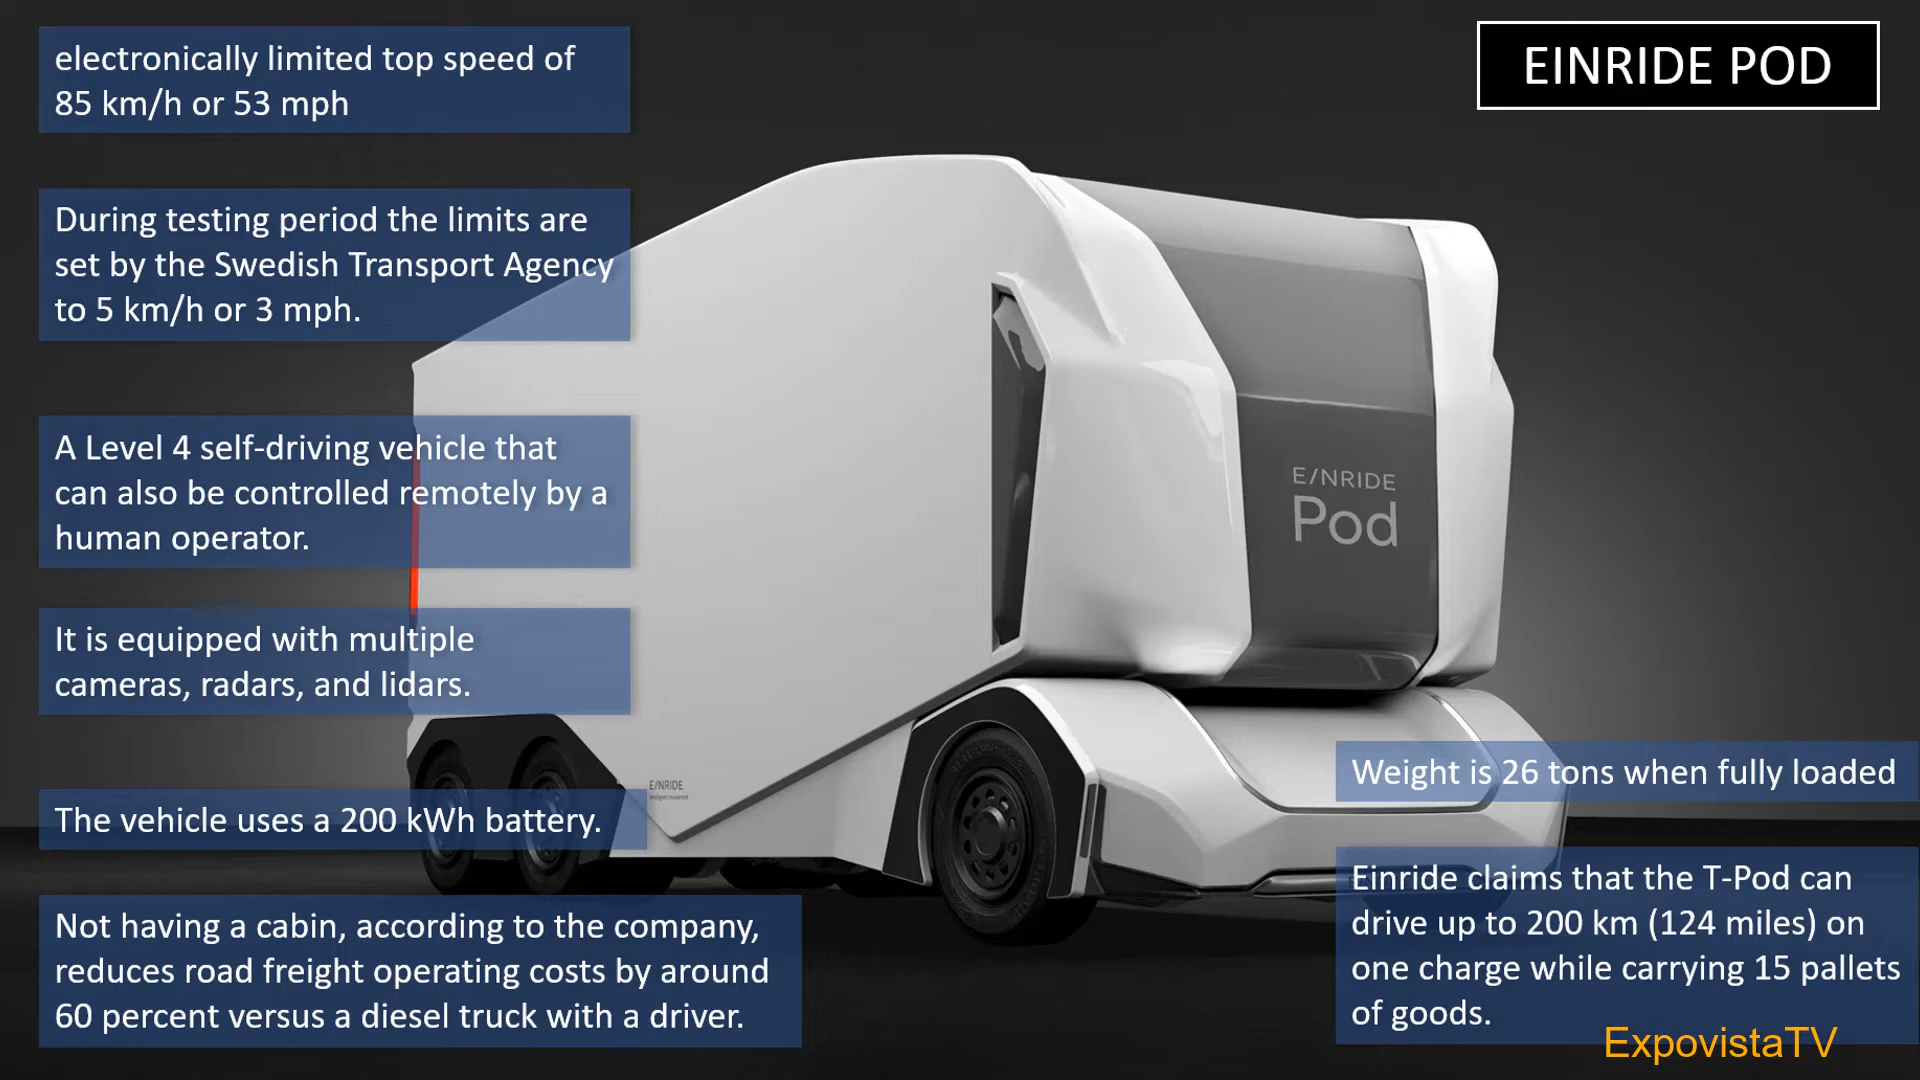 electronically limited top speed of
85 km/h or 53 mph
EINRIDE POD
During testing period the limits are
set by the Swedish Transport Agency
to 5 km/h or 3 mph.
A Level 4 self-driving vehicle that
can also be controlled remotely by a
human operator.
E/NRIDE
Pod
It is equipped with multiple
cameras, radars, and lidars.
E/NRIDE
The vehicle uses a 200 kWh battery.
Not having a cabin, according to the company,
reduces road freight operating costs by around
60 percent versus a diesel truck with a driver.
Weight is 26 tons when fully loaded
Einride claims that the T-Pod can
drive up to 200 km (124 miles) on
one charge while carrying 15 pallets
of goods.
ExpovistaTV